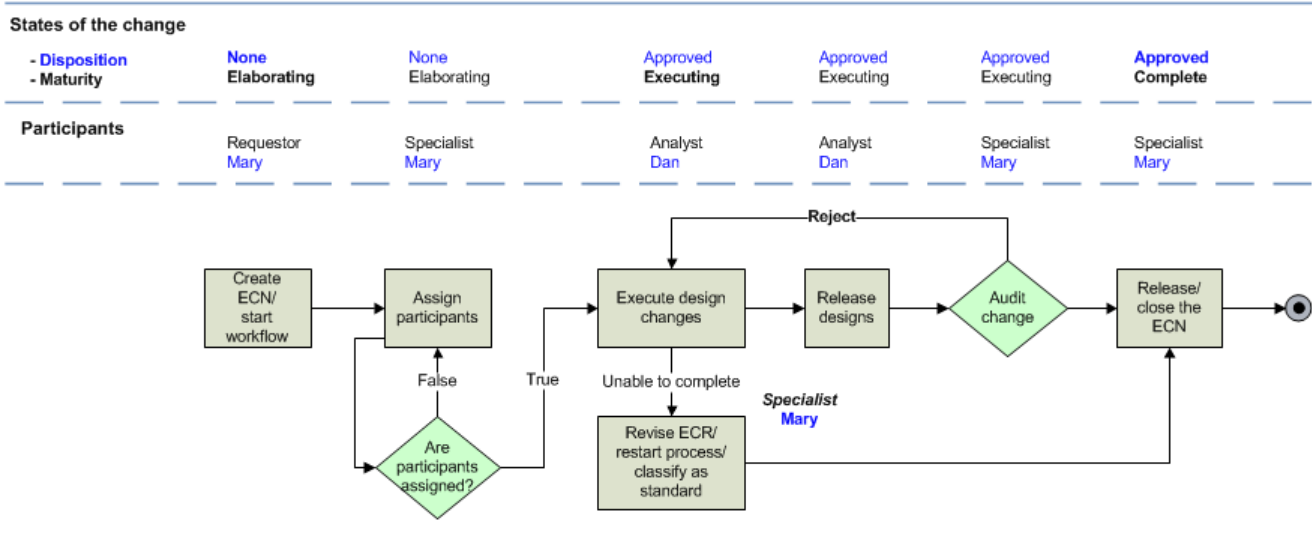 States of the change
- Disposition
- Maturity
None
Elaborating
None
Elaborating
Approved
Executing
Approved
Executing
Approved
Executing
Approved
Complete
Participants
Requestor
Mary
Specialist
Mary
Analyst
Dan
Analyst
Dan
Specialist
Mary
Specialist
Mary
Reject
Create
ECN/
start
workflow
Assign
participants
Execute design
changes
Release
designs
Audit
change
Release/
close the
ECN
False
True
Unable to complete
Specialist
Mary
Are
participants
assigned?
Revise ECR/
restart process/
classify as
standard